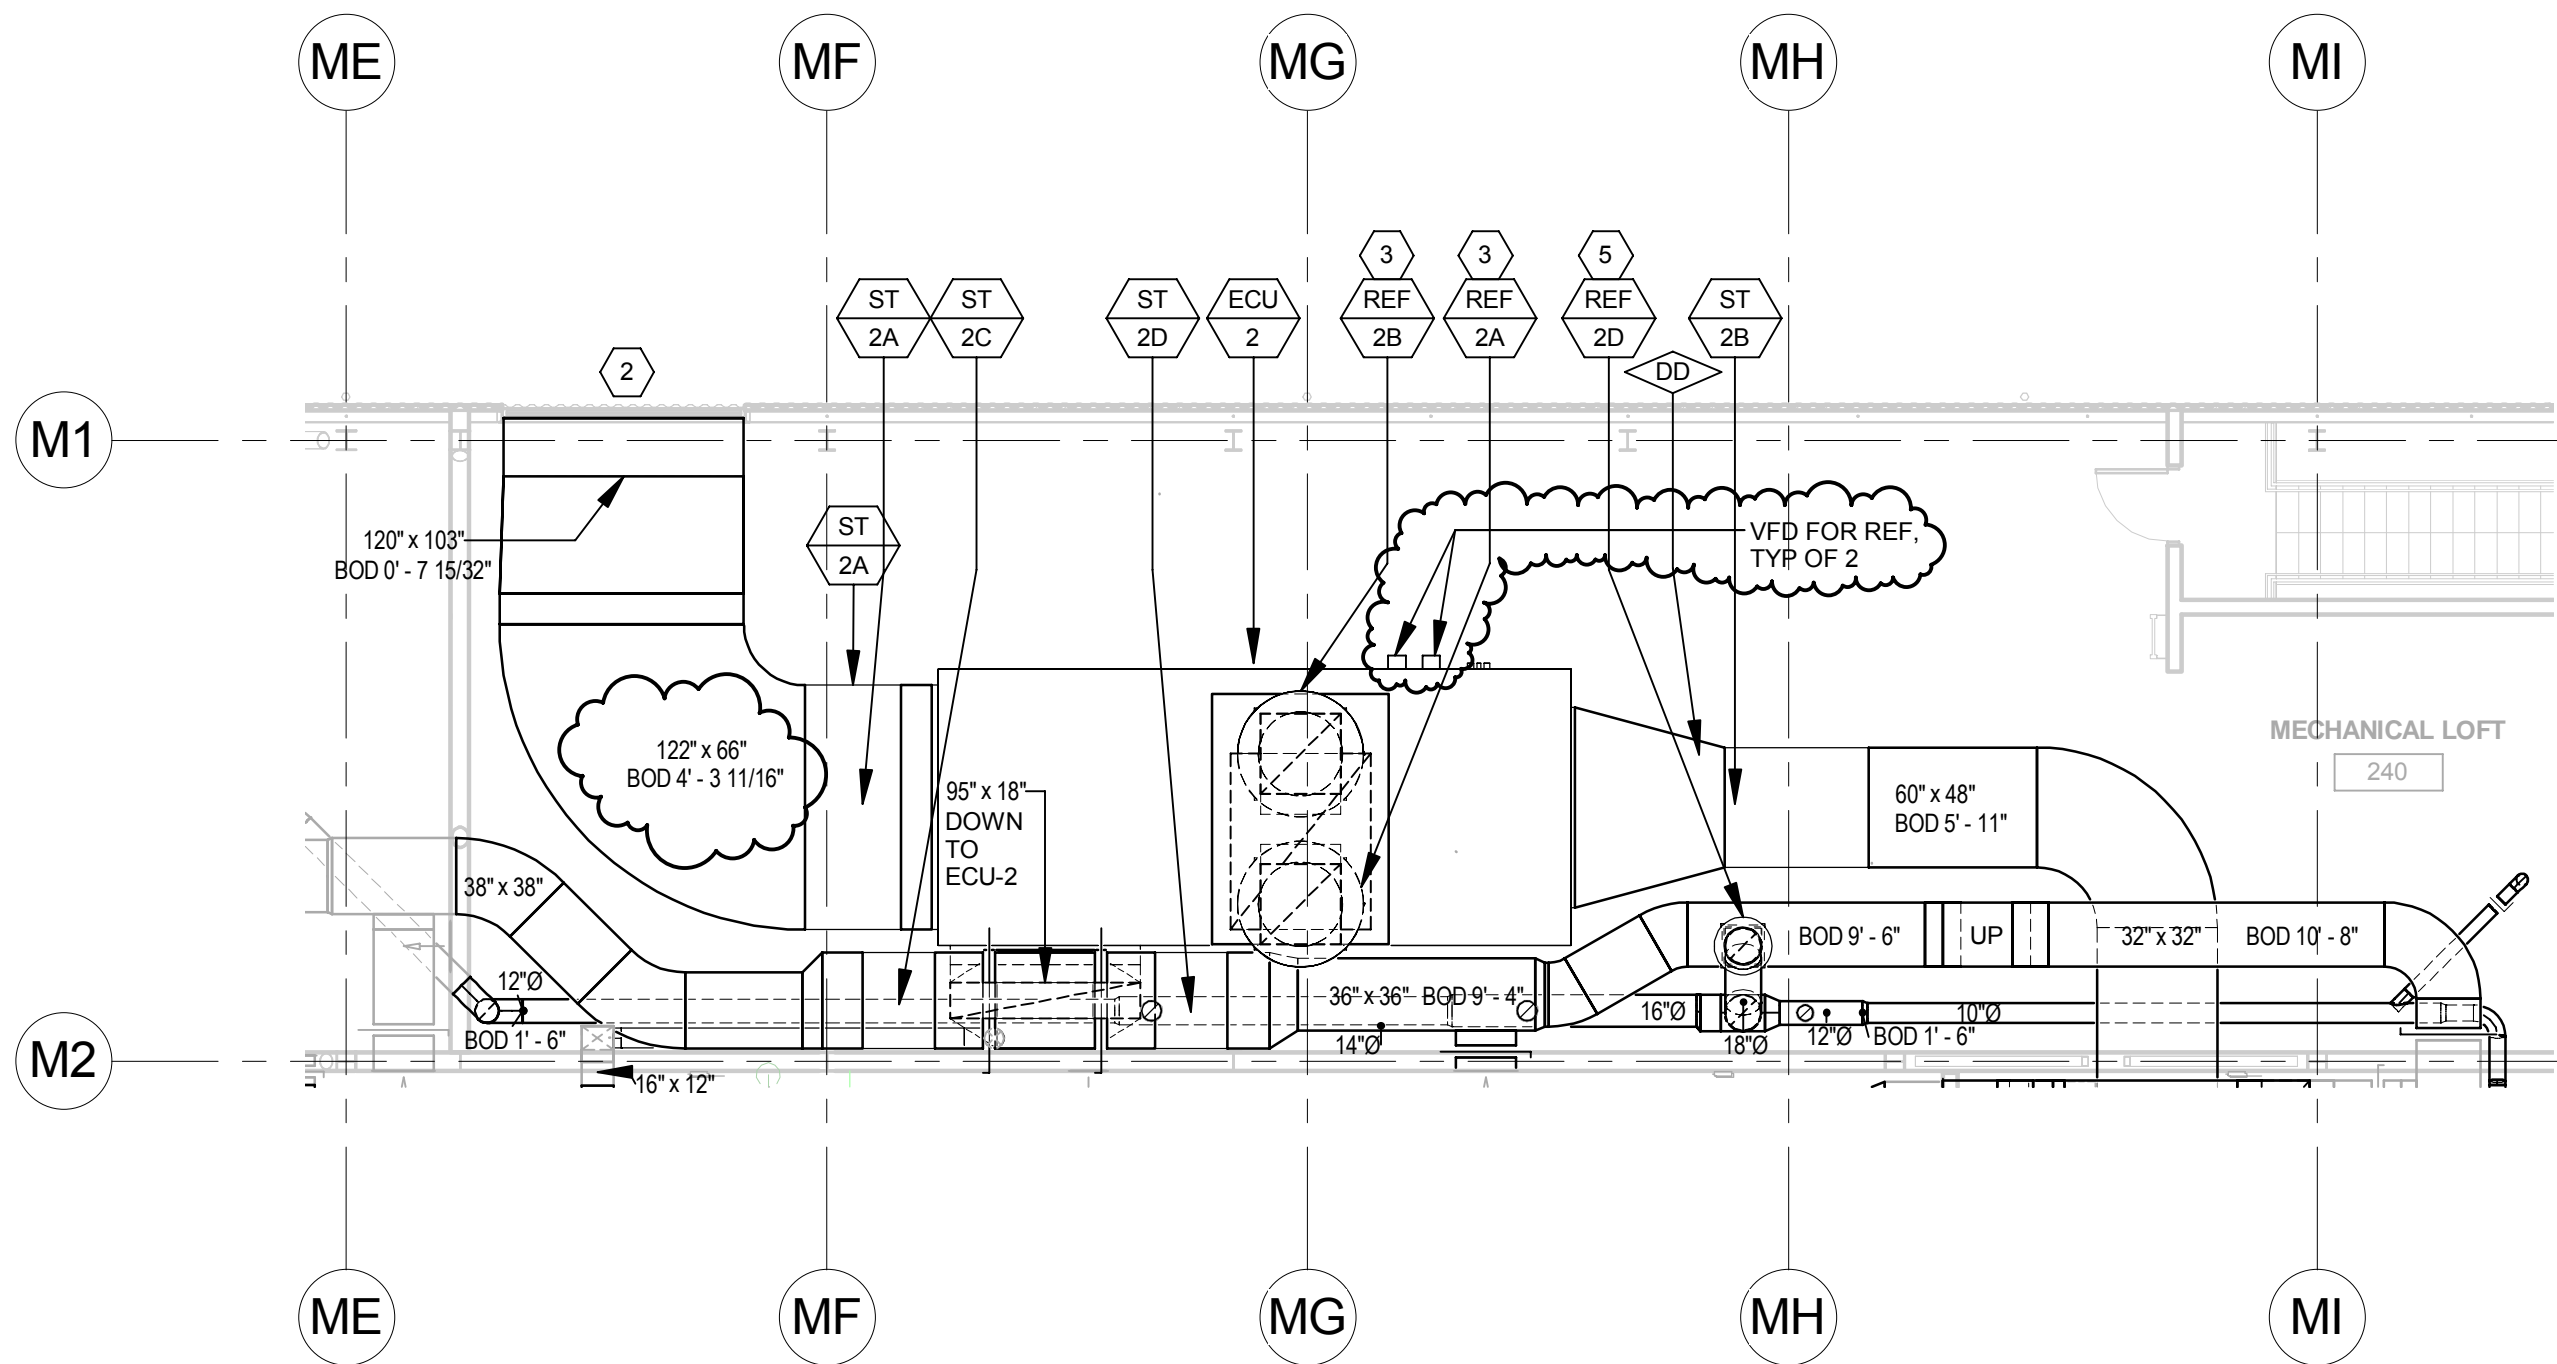 ME
MF
MG
MH
MI
3
3
5
ST
2A
ST
2C
ST
2D
ECU
2
REF
2B
REF
2A
REF
2D
ST
2B
2
DD
M1
ST
2A
VFD FOR REF,
TYP OF 2
120" x 103"
BOD 0' - 7 15/32"
122" x 66"
BOD 4' - 3 11/16"
95" x 18"
DOWN
TO
ECU-2
60" x 48"
BOD 5' - 11"
MECHANICAL LOFT
240
38" x 38"
BOD 9' - 6"
UP
32" x 32"
BOD 10' - 8"
12"Ø
36" x 36"
BOD 9' - 4"
16"Ø
10"Ø
BOD 1' - 6"
14"Ø
18"Ø
12"Ø
BOD 1' - 6"
M2
16" x 12"
ME
MF
MG
MH
MI